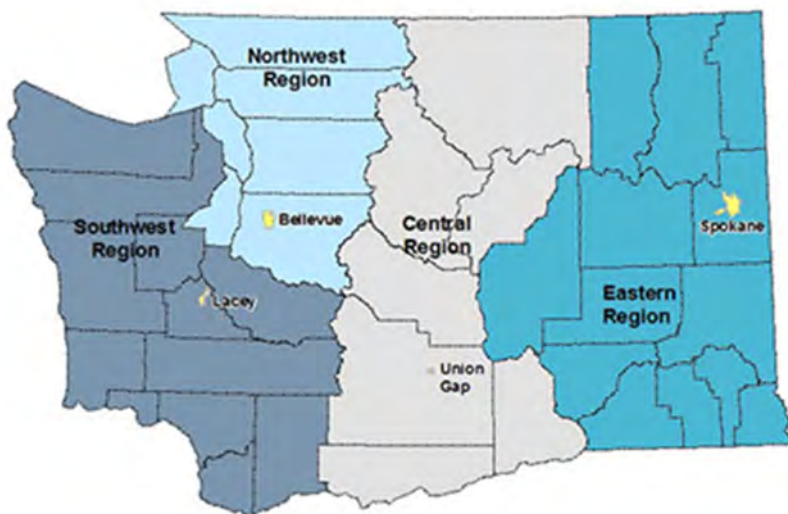 Northwest
Region
Southwest
Region
Bellevue
Central
Region
Spokane
Lacey
Eastern
Region
Union
Gap